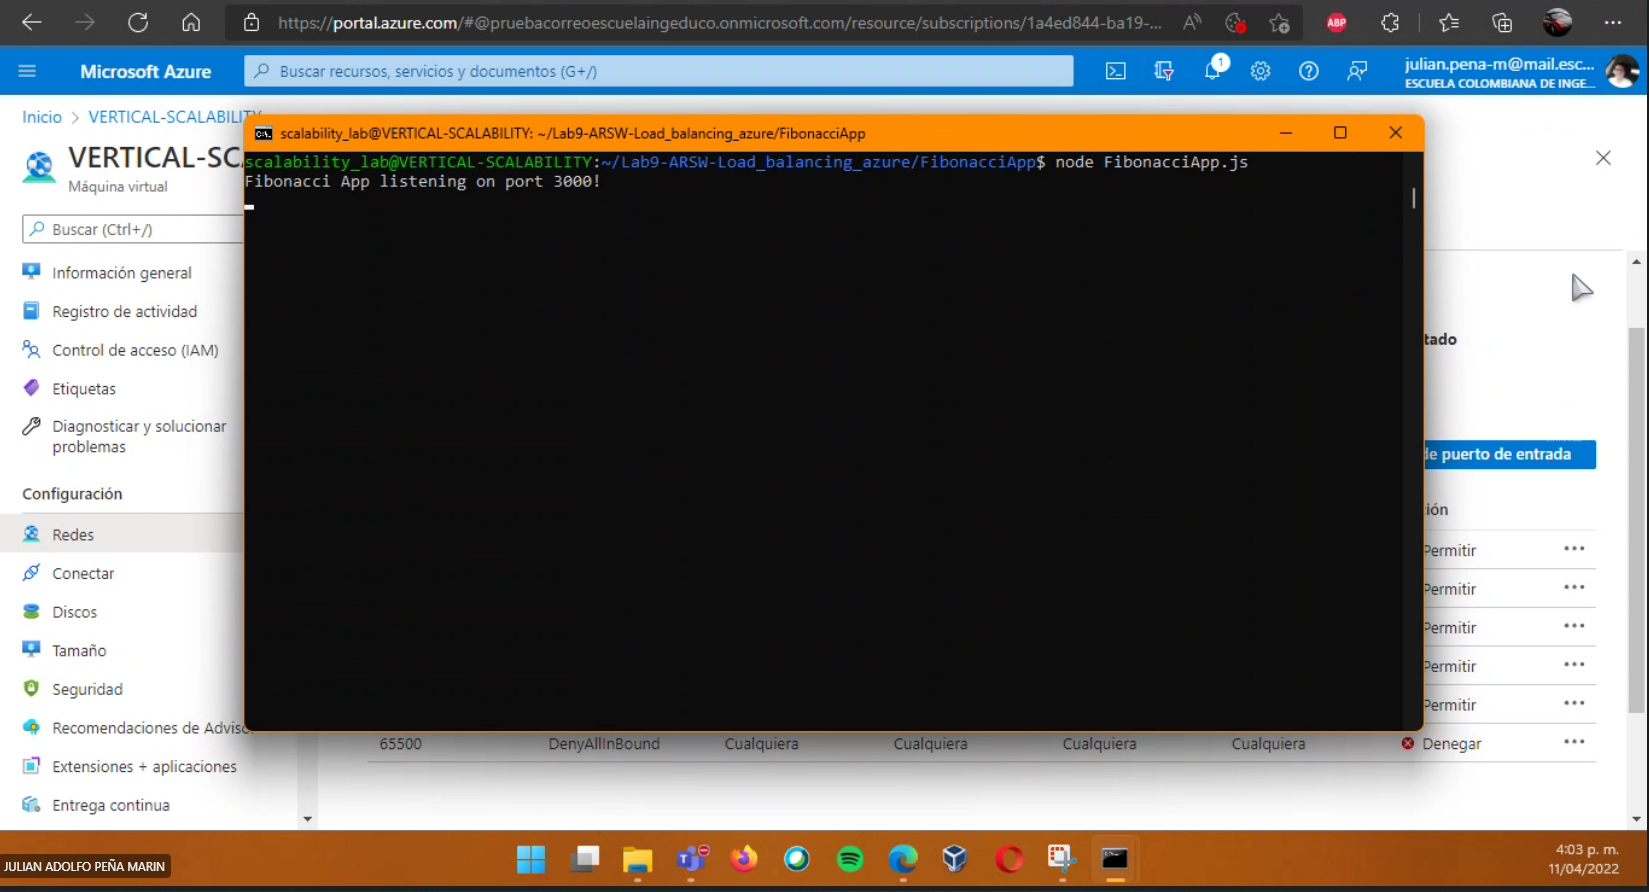 https://portal.azure.com/#@pruebacorreoescuelaingeduco.onmicrosoft.com/resource/subscriptions/1a4ed844-ba19-...
ABP
Microsoft Azure
Buscar recursos, servicios y documentos (G+/)
1
julian.pena-m@mail.esc...
ESCUELA COLOMBIANA DE INGE...
Inicio > VERTICAL-SCALABILITY
VERTICAL-SC
Máquina virtual
Buscar (Ctrl+/)
Información general
Registro de actividad
Control de acceso (IAM)
Etiquetas
Diagnosticar y solucionar
problemas
Configuración
Redes
Conectar
Discos
Tamaño
Seguridad
Recomendaciones de Adviso
Extensiones + aplicaciones
Entrega continua
scalability_lab@VERTICAL-SCALABILITY: ~/Lab9-ARSW-Load_balancing_azure/FibonacciApp
scalability_lab@VERTICAL-SCALABILITY:~/Lab9-ARSW-Load_balancing_azure/FibonacciApp$ node FibonacciApp.js
Fibonacci App listening on port 3000!
tado
de puerto de entrada
ión
Permitir
Permitir
Permitir
Permitir
Permitir
65500 DenyAllInBound Cualquiera Cualquiera Cualquiera Cualquiera Denegar
JULIAN ADOLFO PEÑA MARIN
4:03 p. m.
11/04/2022